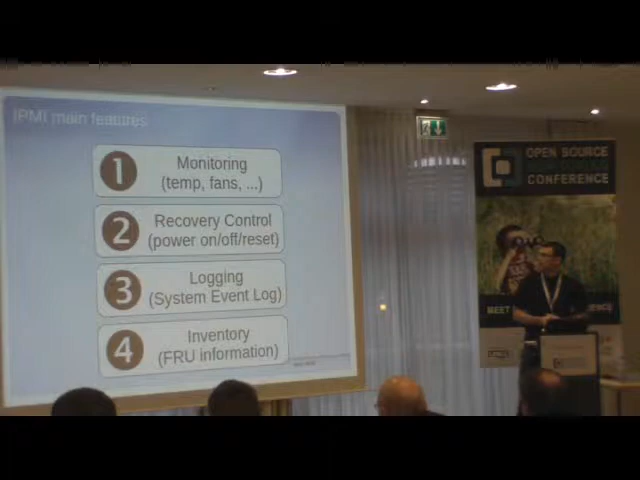 IPMI main features
1
Monitoring
(temp, fans, ...)
2
Recovery Control
(power on/off/reset)
3
Logging
(System Event Log)
4
Inventory
(FRU information)
OPEN SOURCE
CONFERENCE
MEET